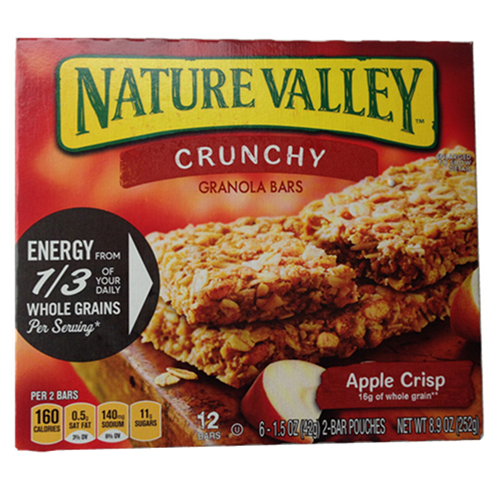 NATURE VALLEY™
CRUNCHY
GRANOLA BARS
ENERGY FROM
1/3 OF YOUR DAILY
WHOLE GRAINS
Per Serving*
Apple Crisp
16g of whole grain**
PER 2 BARS
160 CALORIES
0.5g SAT FAT 3% DV
140mg SODIUM 6% DV
11g SUGARS
12 BARS
6 - 1.5 OZ (42g) 2-BAR POUCHES NET WT 8.9 OZ (252g)